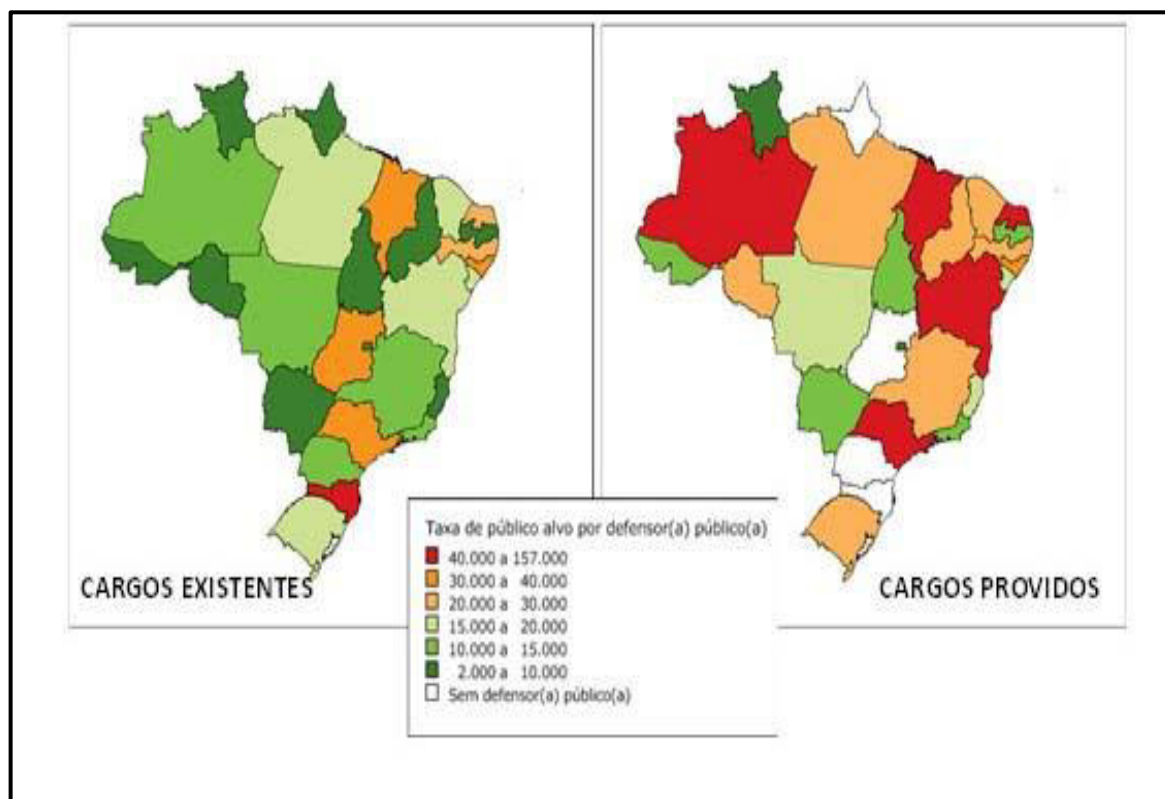 CARGOS EXISTENTES
CARGOS PROVIDOS
Taxa de público alvo por defensor(a) público(a)
40.000 a 157.000
30.000 a 40.000
20.000 a 30.000
15.000 a 20.000
10.000 a 15.000
2.000 a 10.000
Sem defensor(a) público(a)